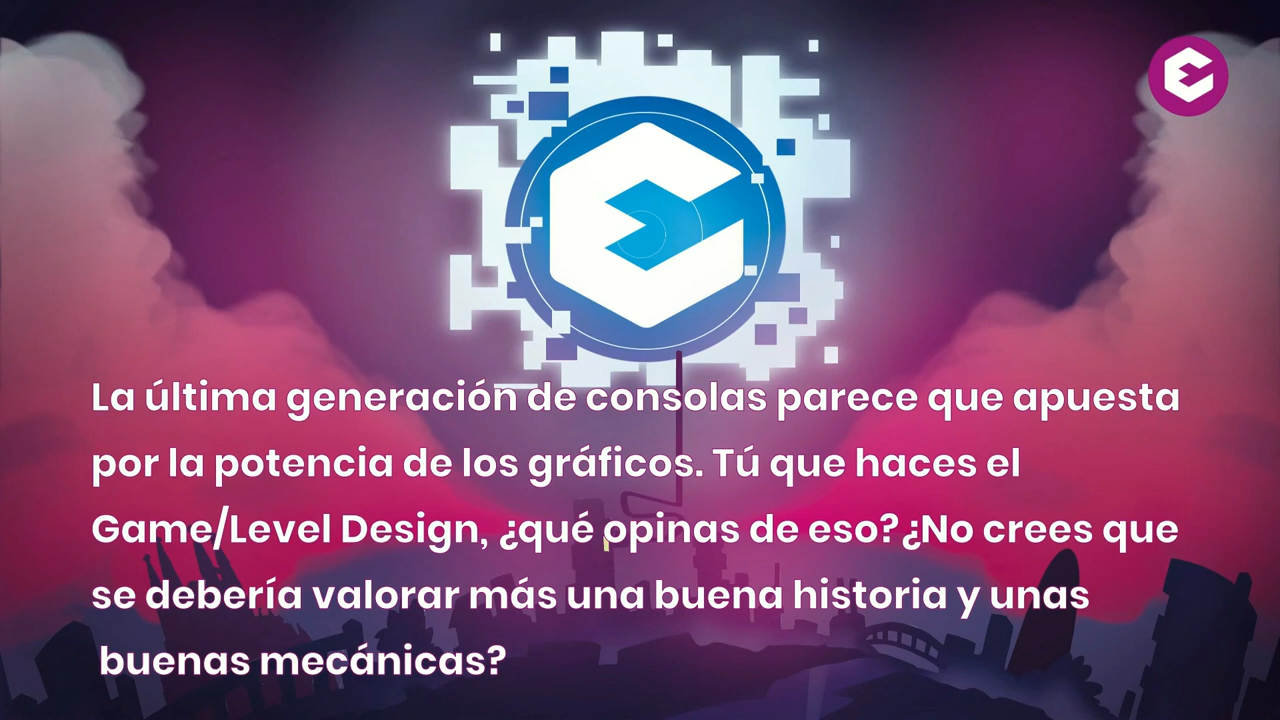 La última generación de consolas parece que apuesta
por la potencia de los gráficos. Tú que haces el
Game/Level Design, ¿qué opinas de eso? ¿No crees que
se debería valorar más una buena historia y unas
buenas mecánicas?